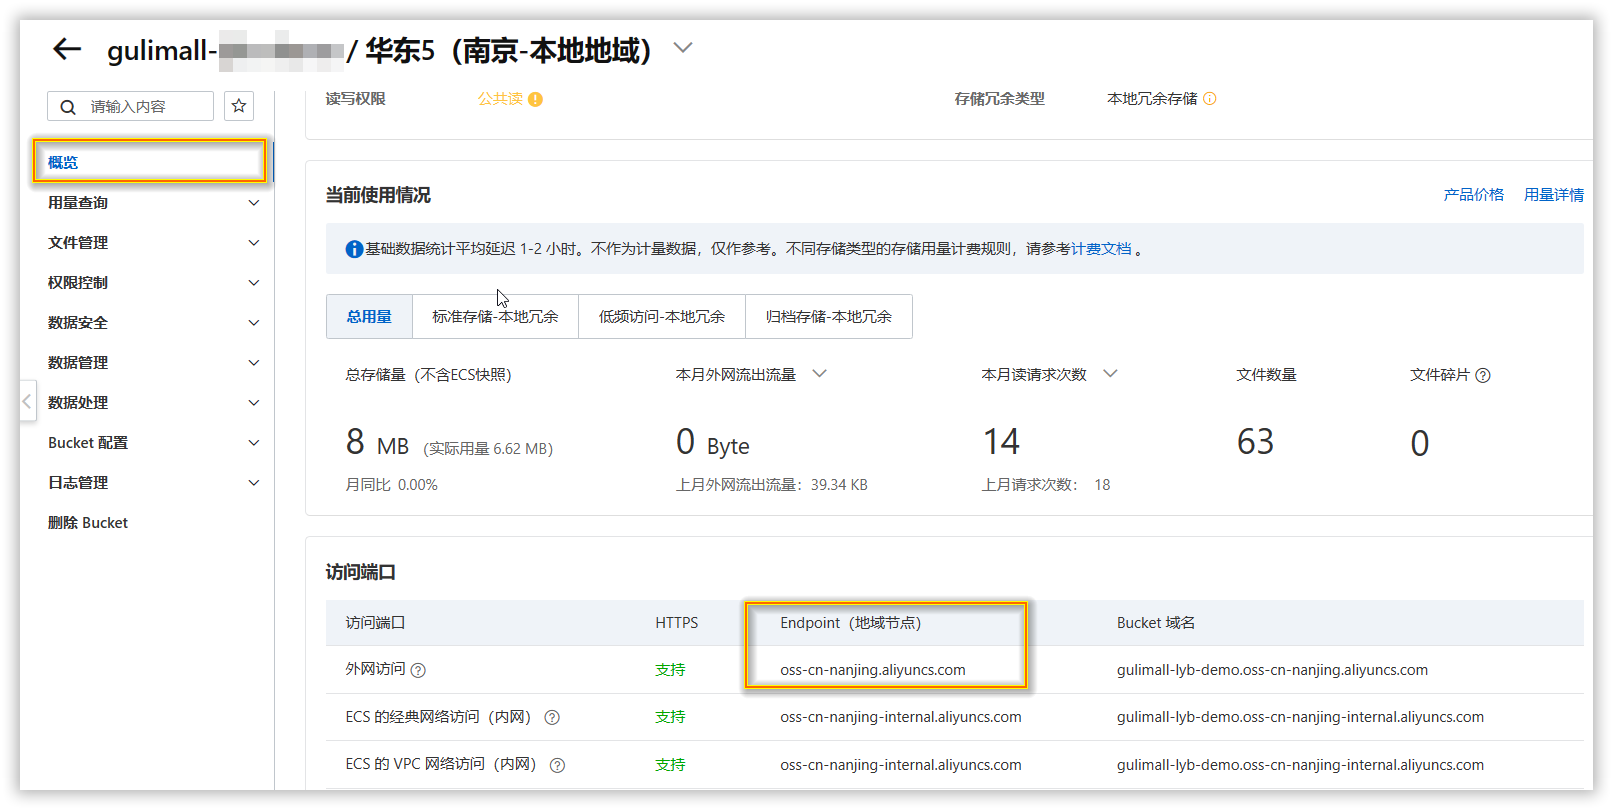 gulimall- / 华东5（南京-本地地域）
请输入内容
概览
用量查询
文件管理
权限控制
数据安全
数据管理
数据处理
Bucket 配置
日志管理
删除 Bucket
读写权限 公共读 存储冗余类型 本地冗余存储
当前使用情况 产品价格 用量详情
基础数据统计平均延迟 1-2 小时。不作为计量数据，仅作参考。不同存储类型的存储用量计费规则，请参考计费文档 。
总用量 标准存储-本地冗余 低频访问-本地冗余 归档存储-本地冗余
总存储量（不含ECS快照） 本月外网流出流量 本月读请求次数 文件数量 文件碎片
8 MB （实际用量 6.62 MB） 0 Byte 14 63 0
月同比 0.00% 上月外网流出流量：39.34 KB 上月请求次数： 18
访问端口
访问端口 HTTPS Endpoint（地域节点） Bucket 域名
外网访问 支持 oss-cn-nanjing.aliyuncs.com gulimall-lyb-demo.oss-cn-nanjing.aliyuncs.com
ECS 的经典网络访问（内网） 支持 oss-cn-nanjing-internal.aliyuncs.com gulimall-lyb-demo.oss-cn-nanjing-internal.aliyuncs.com
ECS 的 VPC 网络访问（内网） 支持 oss-cn-nanjing-internal.aliyuncs.com gulimall-lyb-demo.oss-cn-nanjing-internal.aliyuncs.com